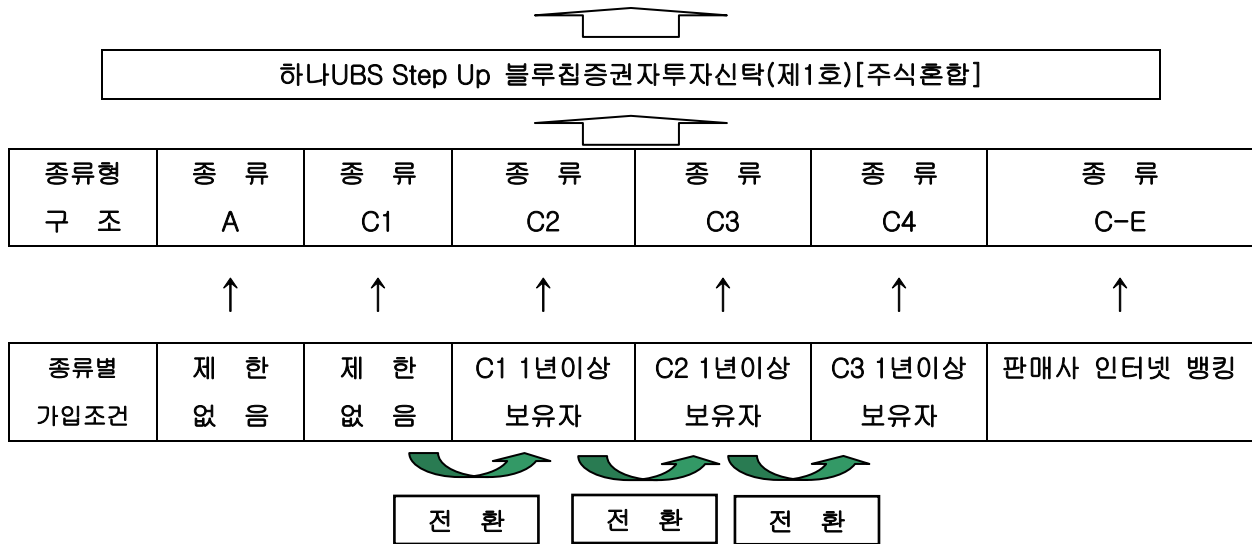 하나UBS Step Up 블루칩증권자투자신탁(제1호)[주식혼합]
종류형 종 류 종 류 종 류 종 류 종 류 종 류
구 조 A C1 C2 C3 C4 C-E
↑ ↑ ↑ ↑ ↑ ↑
종류별 제 한 제 한 C1 1년이상 C2 1년이상 C3 1년이상 판매사 인터넷 뱅킹
가입조건 없 음 없 음 보유자 보유자 보유자
전 환 전 환 전 환